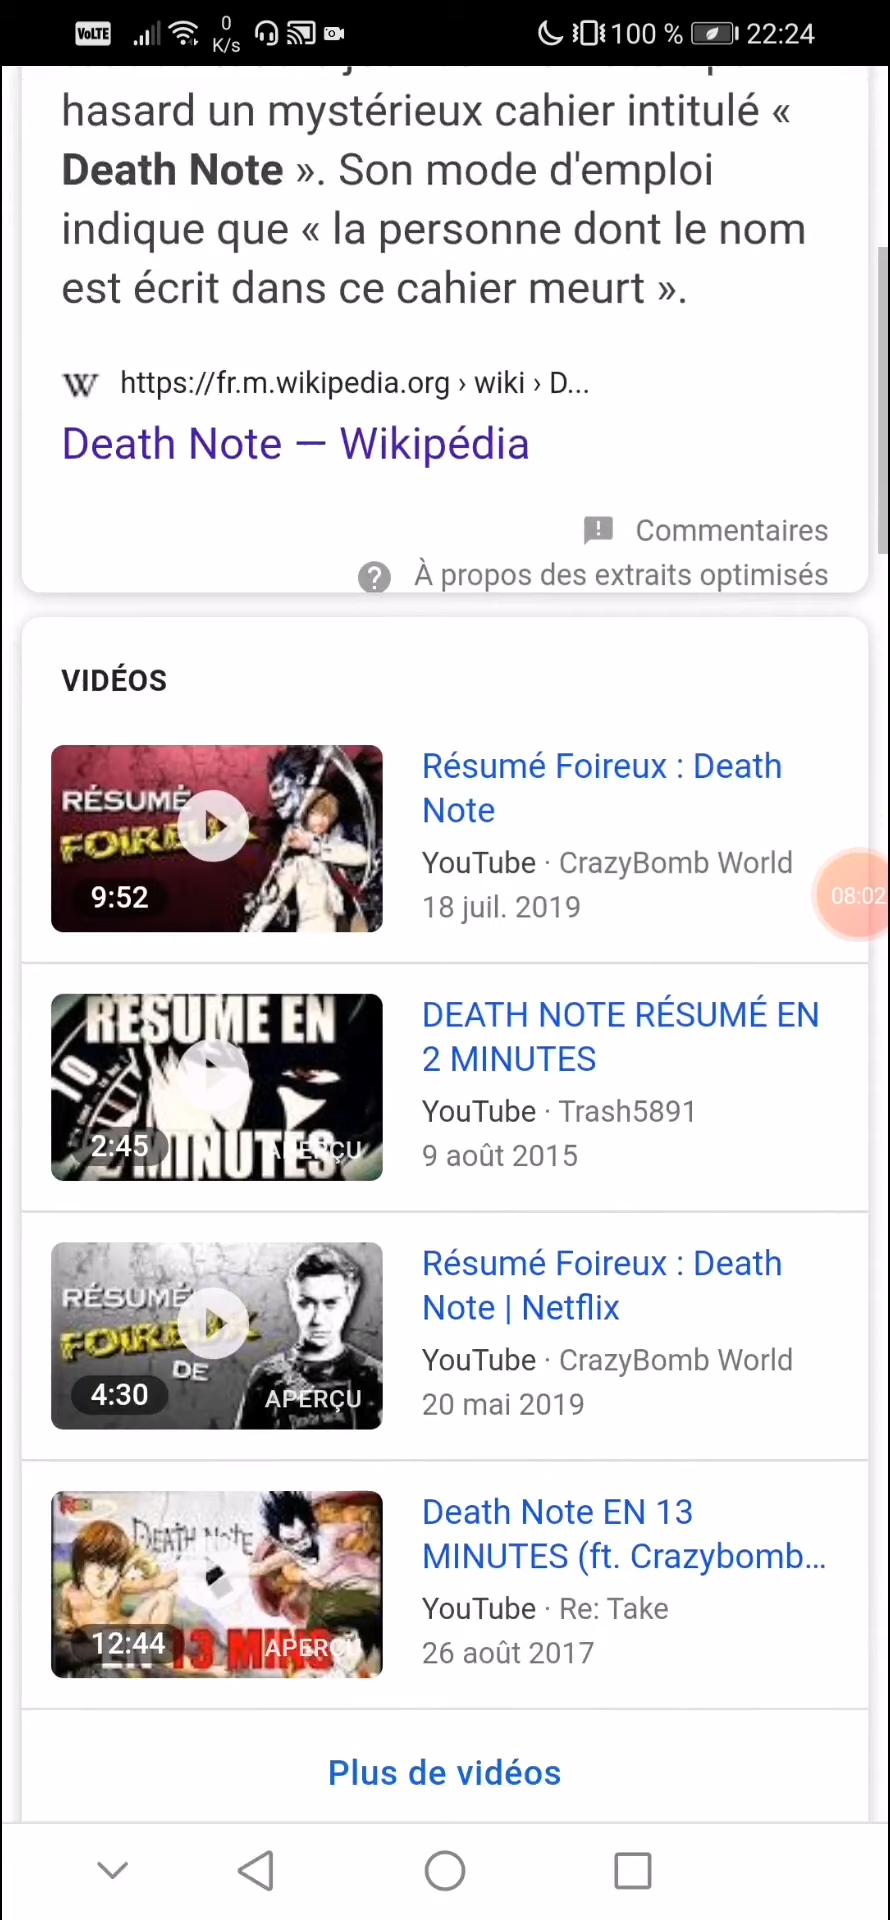 VoLTE 0 K/s 100 % 22:24
hasard un mystérieux cahier intitulé «
Death Note ». Son mode d'emploi
indique que « la personne dont le nom
est écrit dans ce cahier meurt ».
W https://fr.m.wikipedia.org › wiki › D...
Death Note — Wikipédia
Commentaires
À propos des extraits optimisés
VIDÉOS
RÉSUMÉ
FOIREUX
9:52
Résumé Foireux : Death
Note
YouTube · CrazyBomb World
18 juil. 2019
08:02
RESUME EN
2:45
MINUTES
APERÇU
DEATH NOTE RÉSUMÉ EN
2 MINUTES
YouTube · Trash5891
9 août 2015
RÉSUMÉ
FOIREUX
DE
4:30
APERÇU
Résumé Foireux : Death
Note | Netflix
YouTube · CrazyBomb World
20 mai 2019
DEATH NOTE
12:44
EN 13 MINS
APERÇU
Death Note EN 13
MINUTES (ft. Crazybomb...
YouTube · Re: Take
26 août 2017
Plus de vidéos